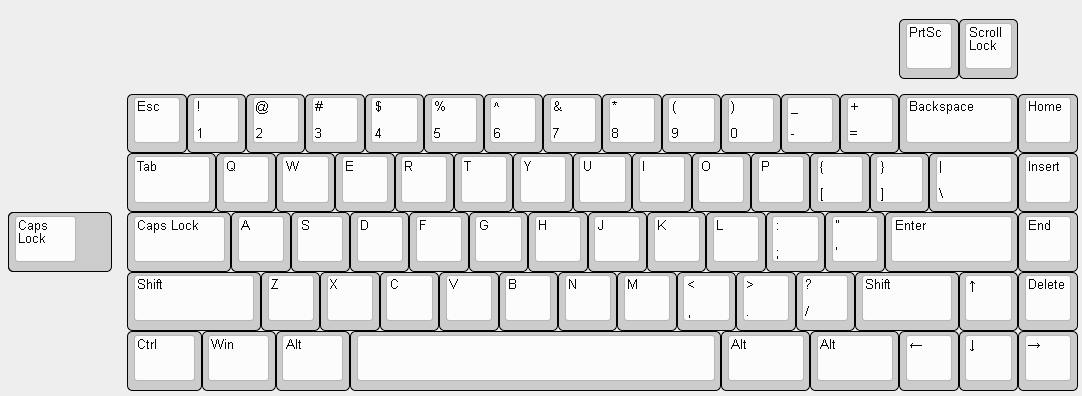 PrtSc Scroll
Lock
Esc ! @ # $ % ^ & * ( ) _ + Backspace Home
1 2 3 4 5 6 7 8 9 0 - =
Tab Q W E R T Y U I O P { } | Insert
[ ] \
Caps
Lock
Caps Lock A S D F G H J K L : " Enter End
; '
Shift Z X C V B N M < > ? Shift ↑ Delete
, . /
Ctrl Win Alt Alt Alt ← ↓ →